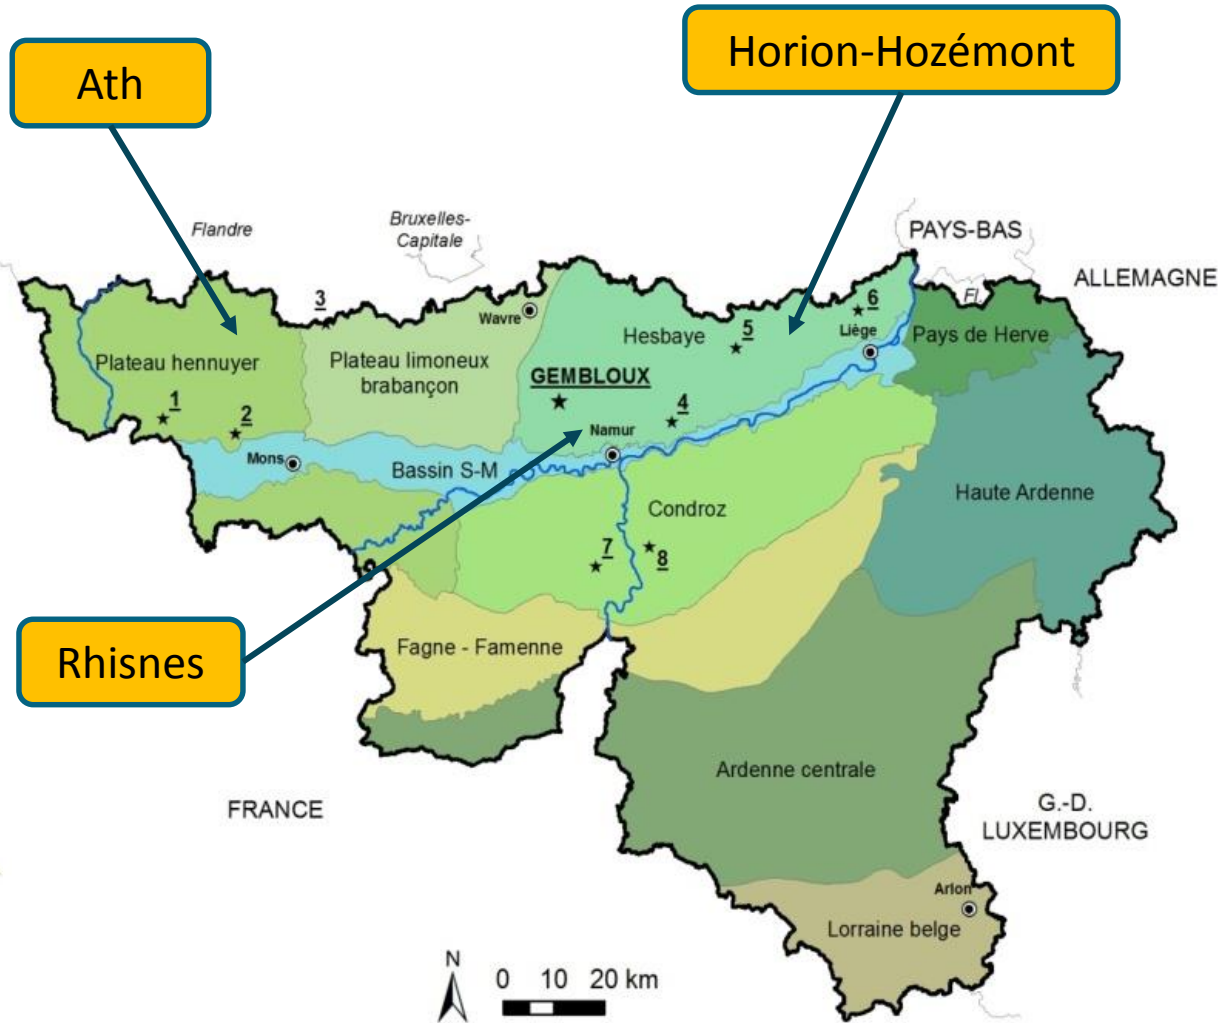 Horion-Hozémont
Ath
Flandre
Bruxelles-
Capitale
PAYS-BAS
ALLEMAGNE
3
Wavre
6
Fl.
Hesbaye
5
Liège
Pays de Herve
Plateau hennuyer
Plateau limoneux
brabançon
GEMBLOUX
1
2
4
Namur
Mons
Bassin S-M
Haute Ardenne
Condroz
7
8
Rhisnes
Fagne - Famenne
Ardenne centrale
FRANCE
G.-D.
LUXEMBOURG
Arlon
Lorraine belge
N
0 10 20 km